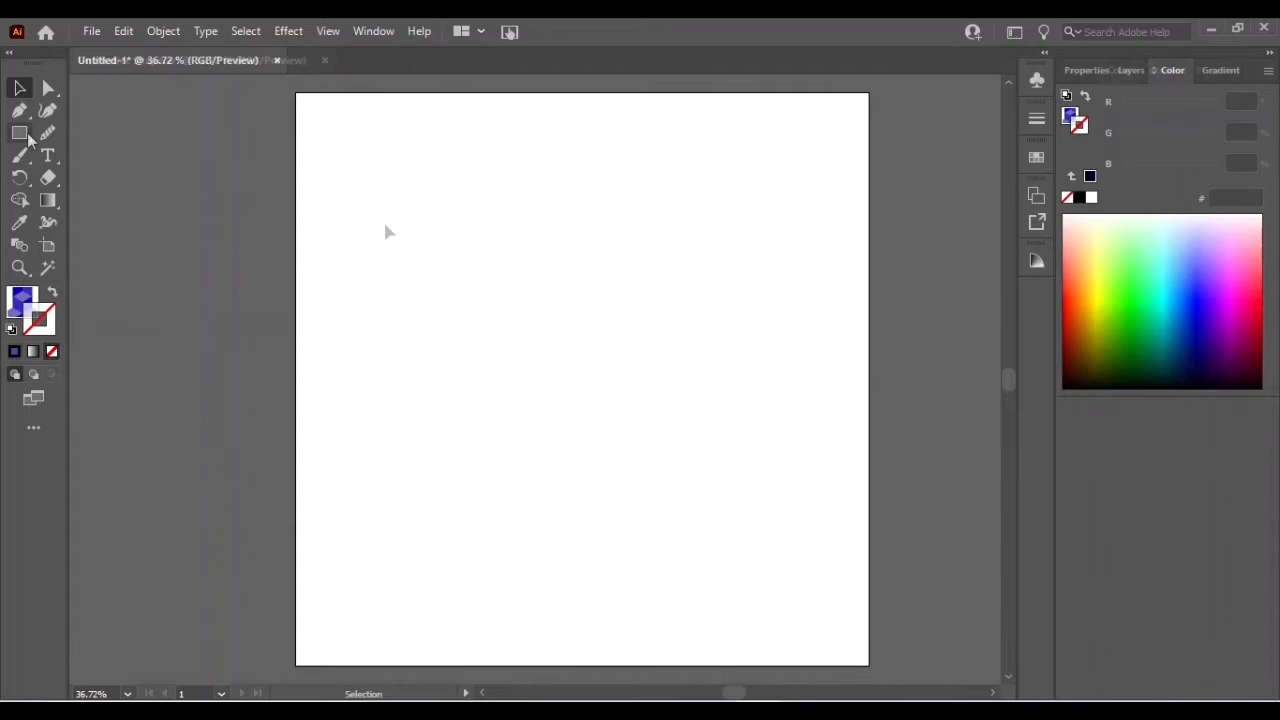 Ai File Edit Object Type Select Effect View Window Help Search Adobe Help
Untitled-1* @ 36.72 % (RGB/Preview)
Properties Layers Color Gradient
R
G
B
#
T
36.72% 1 Selection